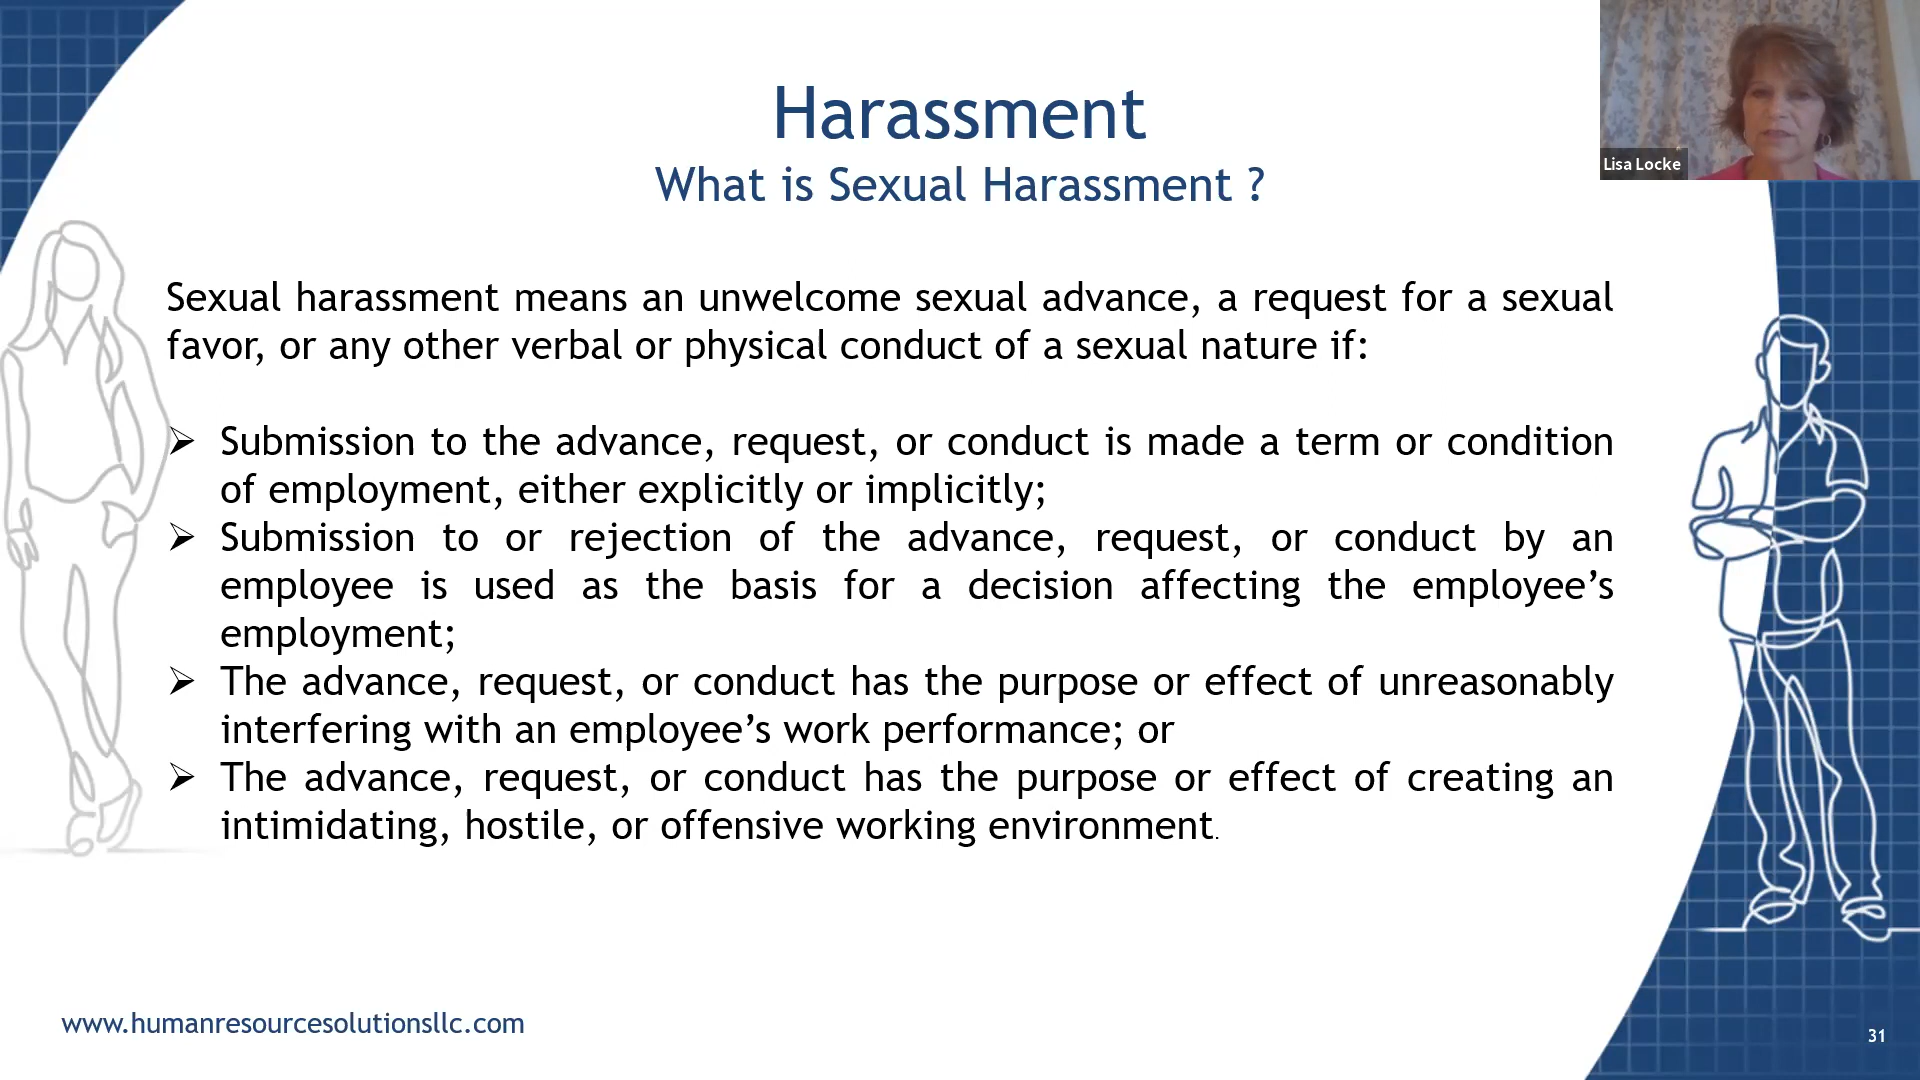 Harassment
What is Sexual Harassment ?
Lisa Locke
Sexual harassment means an unwelcome sexual advance, a request for a sexual
favor, or any other verbal or physical conduct of a sexual nature if:
➢ Submission to the advance, request, or conduct is made a term or condition
of employment, either explicitly or implicitly;
➢ Submission to or rejection of the advance, request, or conduct by an
employee is used as the basis for a decision affecting the employee’s
employment;
➢ The advance, request, or conduct has the purpose or effect of unreasonably
interfering with an employee’s work performance; or
➢ The advance, request, or conduct has the purpose or effect of creating an
intimidating, hostile, or offensive working environment.
www.humanresourcesolutionsllc.com
31